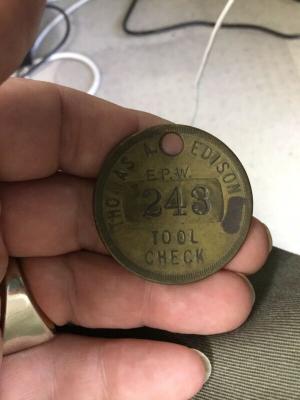 THOMAS A. EDISON
E.P.W.
243
TOOL
CHECK